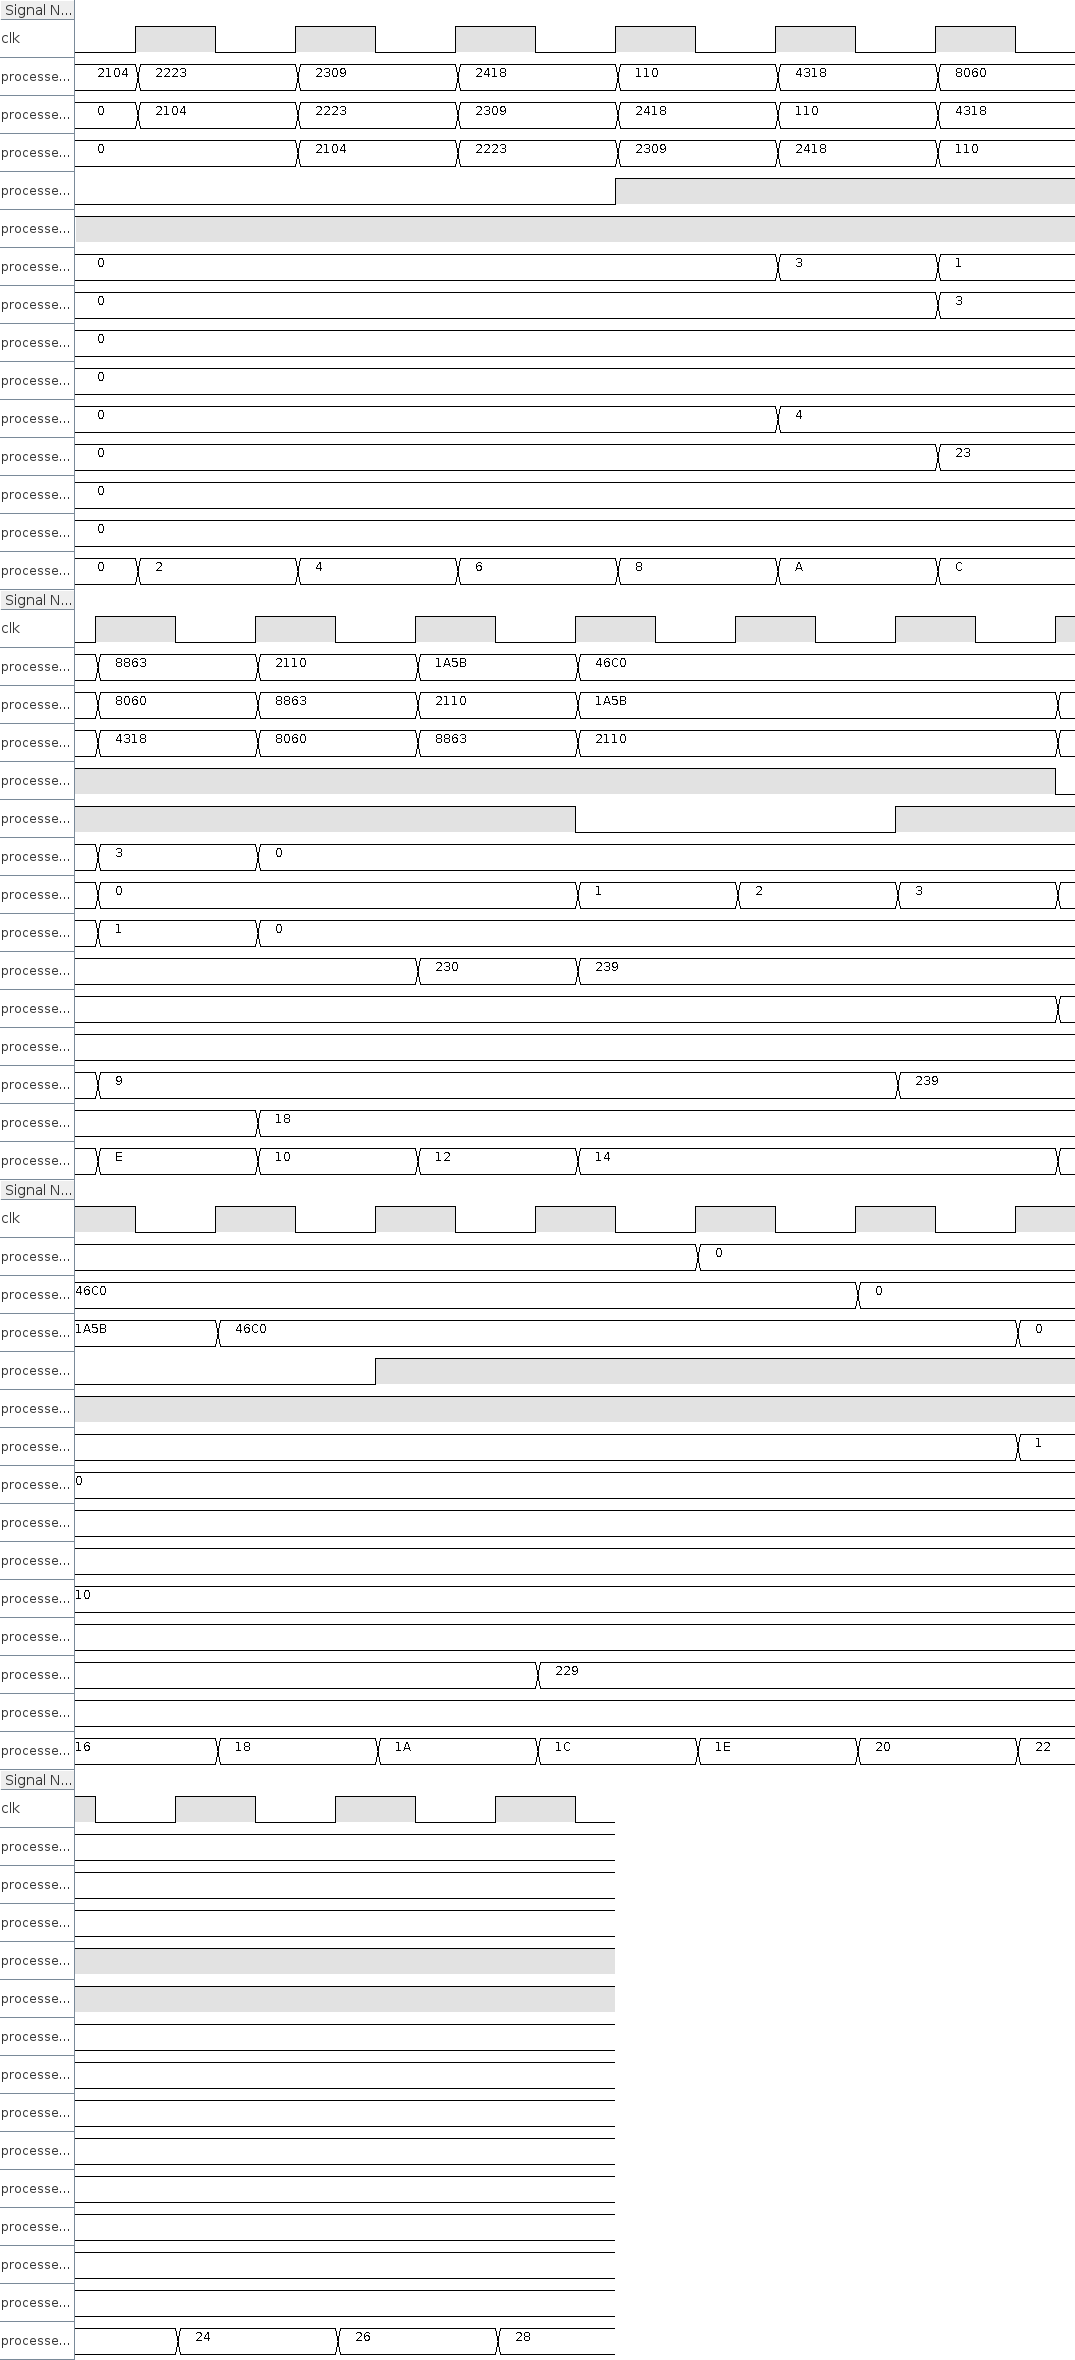 Signal N...
clk
processe... 2104 2223 2309 2418 110 4318 8060
processe... 0 2104 2223 2309 2418 110 4318
processe... 0 2104 2223 2309 2418 110
processe...
processe...
processe... 0 3 1
processe... 0 3
processe... 0
processe... 0
processe... 0 4
processe... 0 23
processe... 0
processe... 0
processe... 0 2 4 6 8 A C
Signal N...
clk
processe... 8863 2110 1A5B 46C0
processe... 8060 8863 2110 1A5B
processe... 4318 8060 8863 2110
processe...
processe...
processe... 3 0
processe... 0 1 2 3
processe... 1 0
processe... 230 239
processe...
processe...
processe... 9 239
processe... 18
processe... E 10 12 14
Signal N...
clk
processe... 0
processe... 46C0 0
processe... 1A5B 46C0 0
processe...
processe...
processe... 1
processe... 0
processe...
processe...
processe... 10
processe...
processe... 229
processe...
processe... 16 18 1A 1C 1E 20 22
Signal N...
clk
processe...
processe...
processe...
processe...
processe...
processe...
processe...
processe...
processe...
processe...
processe...
processe...
processe...
processe... 24 26 28